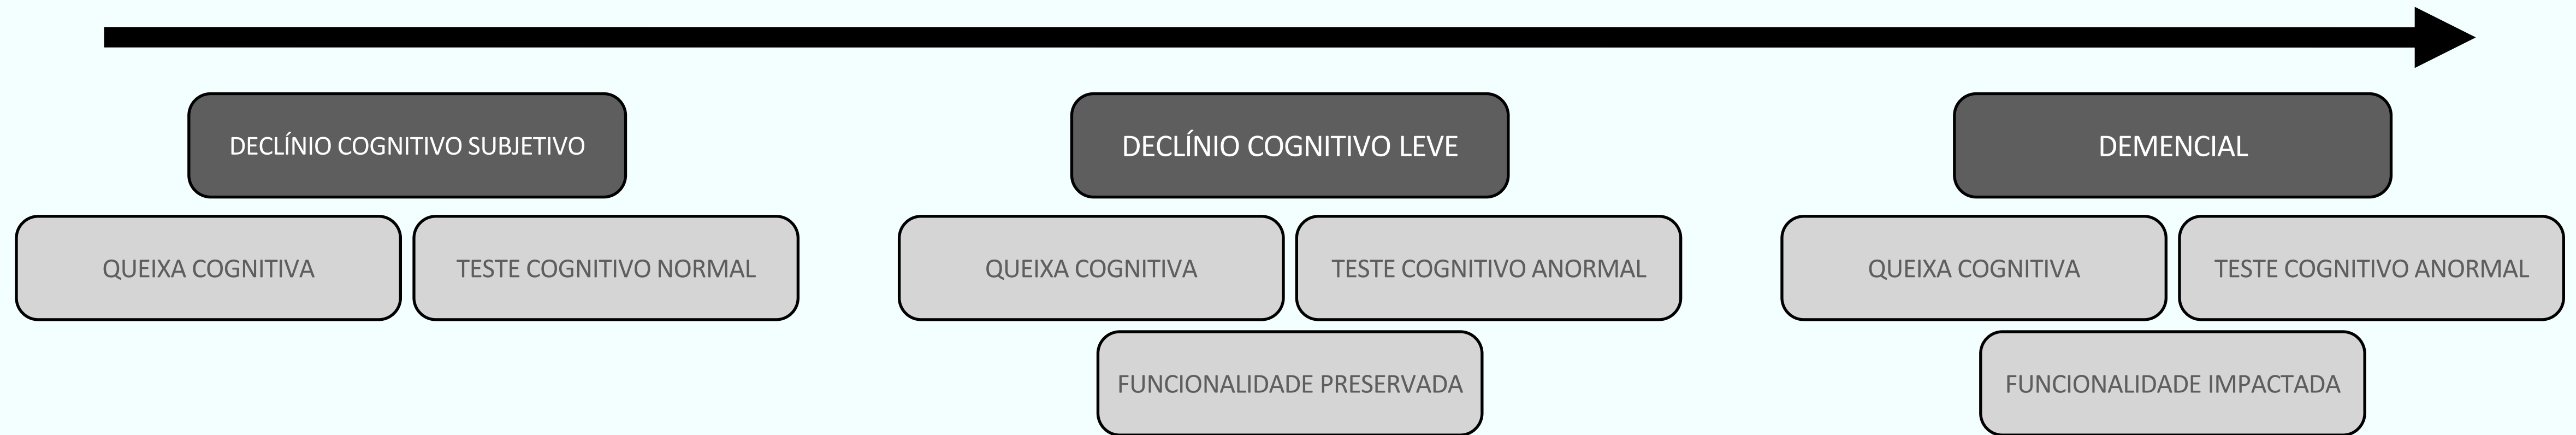 DECLÍNIO COGNITIVO SUBJETIVO
QUEIXA COGNITIVA
TESTE COGNITIVO NORMAL
DECLÍNIO COGNITIVO LEVE
QUEIXA COGNITIVA
TESTE COGNITIVO ANORMAL
FUNCIONALIDADE PRESERVADA
DEMENCIAL
QUEIXA COGNITIVA
TESTE COGNITIVO ANORMAL
FUNCIONALIDADE IMPACTADA